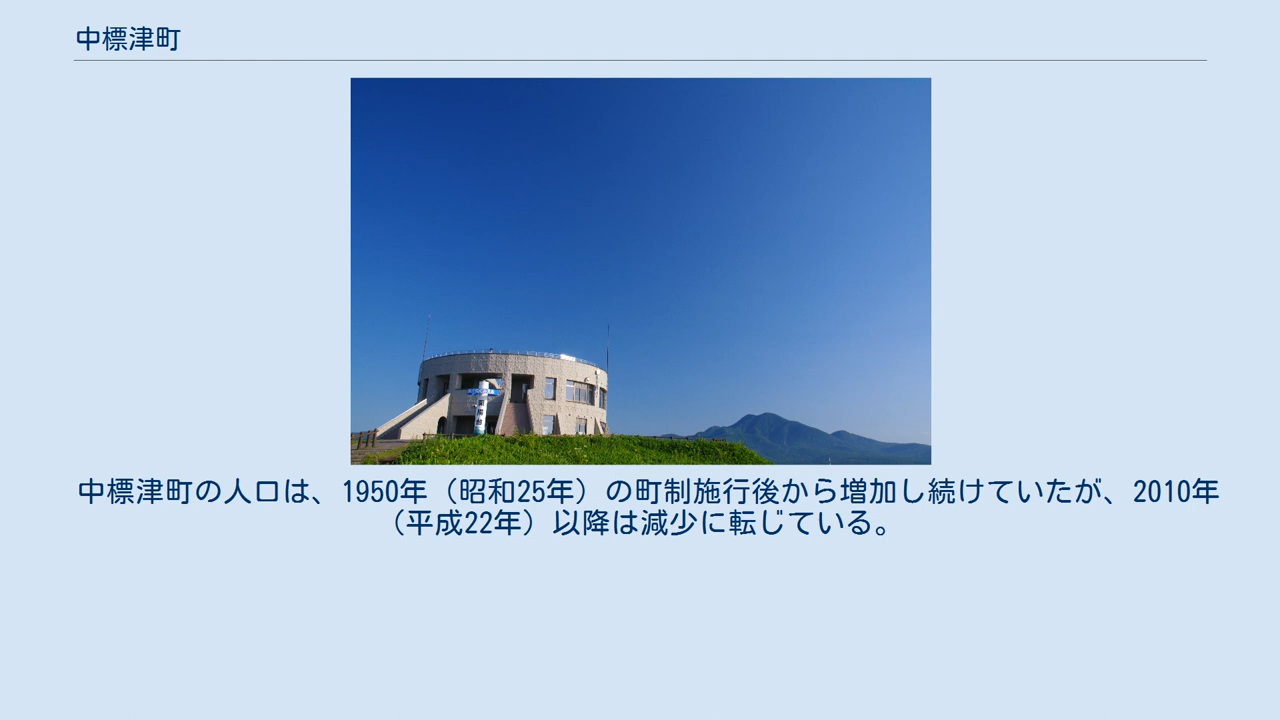 中標津町
中標津町の人口は、1950年（昭和25年）の町制施行後から増加し続けていたが、2010年
（平成22年）以降は減少に転じている。